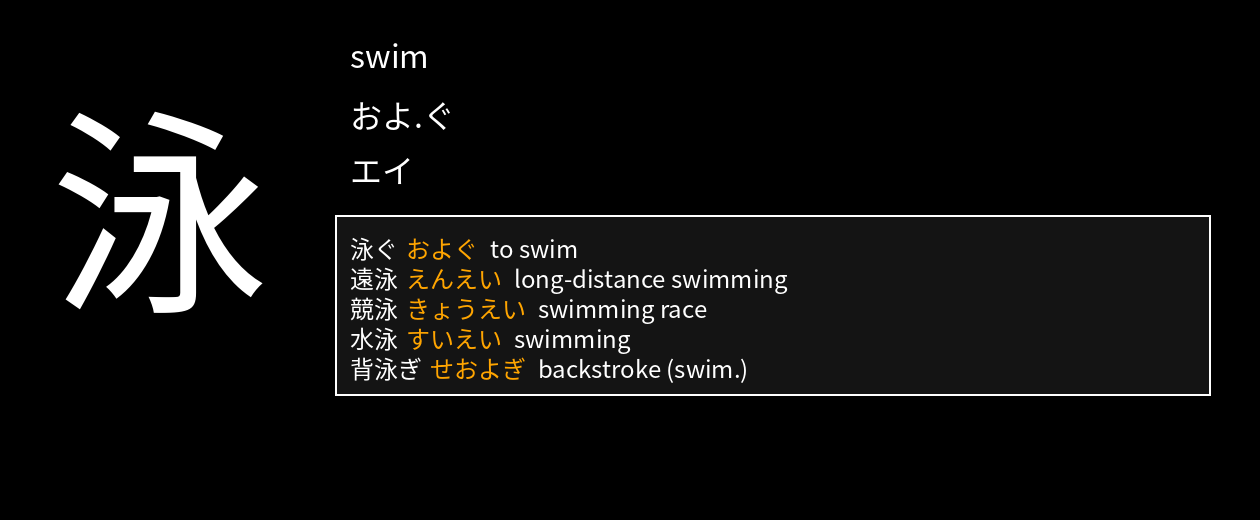 泳
swim
およ.ぐ
エイ
泳ぐ およぐ to swim
遠泳 えんえい long-distance swimming
競泳 きょうえい swimming race
水泳 すいえい swimming
背泳ぎ せおよぎ backstroke (swim.)